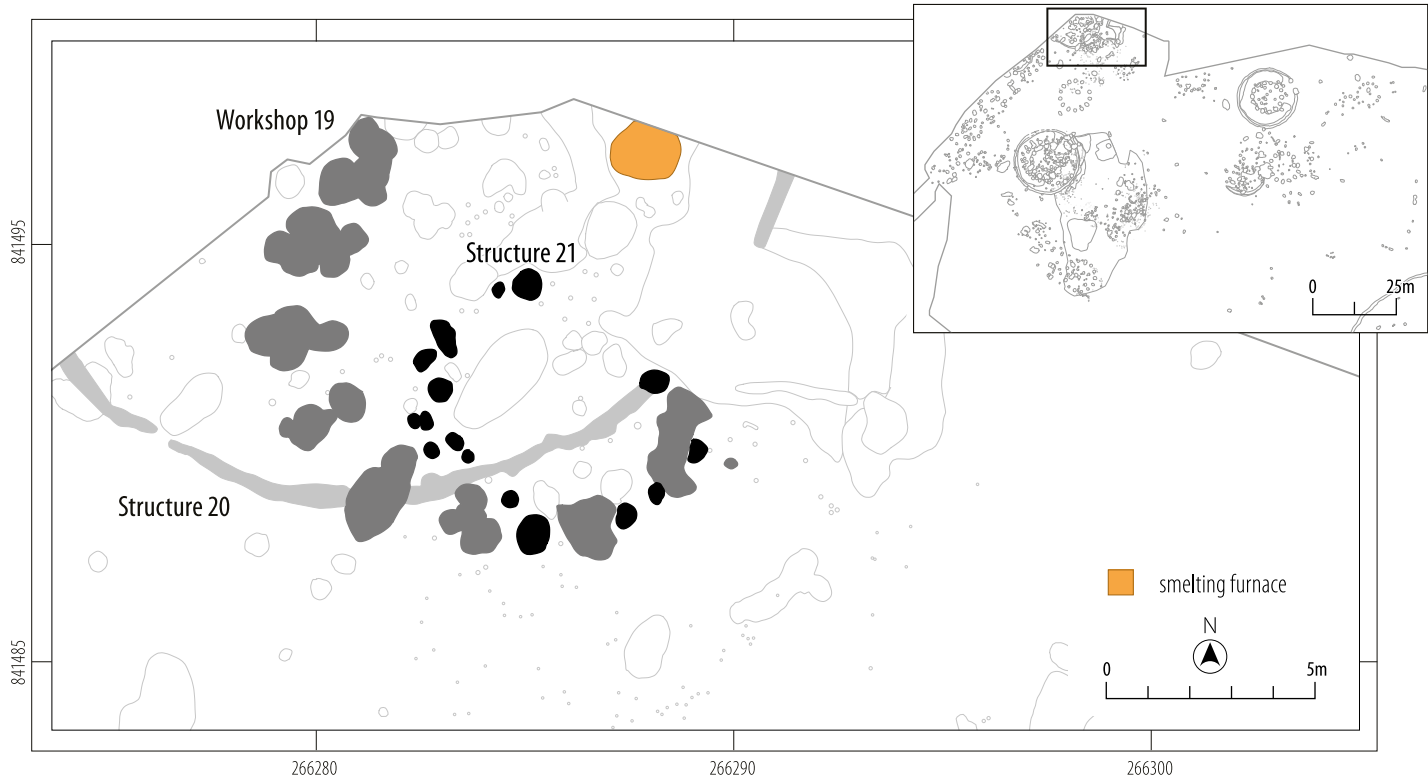 Workshop 19
Structure 21
Structure 20
841495
841485
266280
266290
266300
0
25m
smelting furnace
N
0
5m